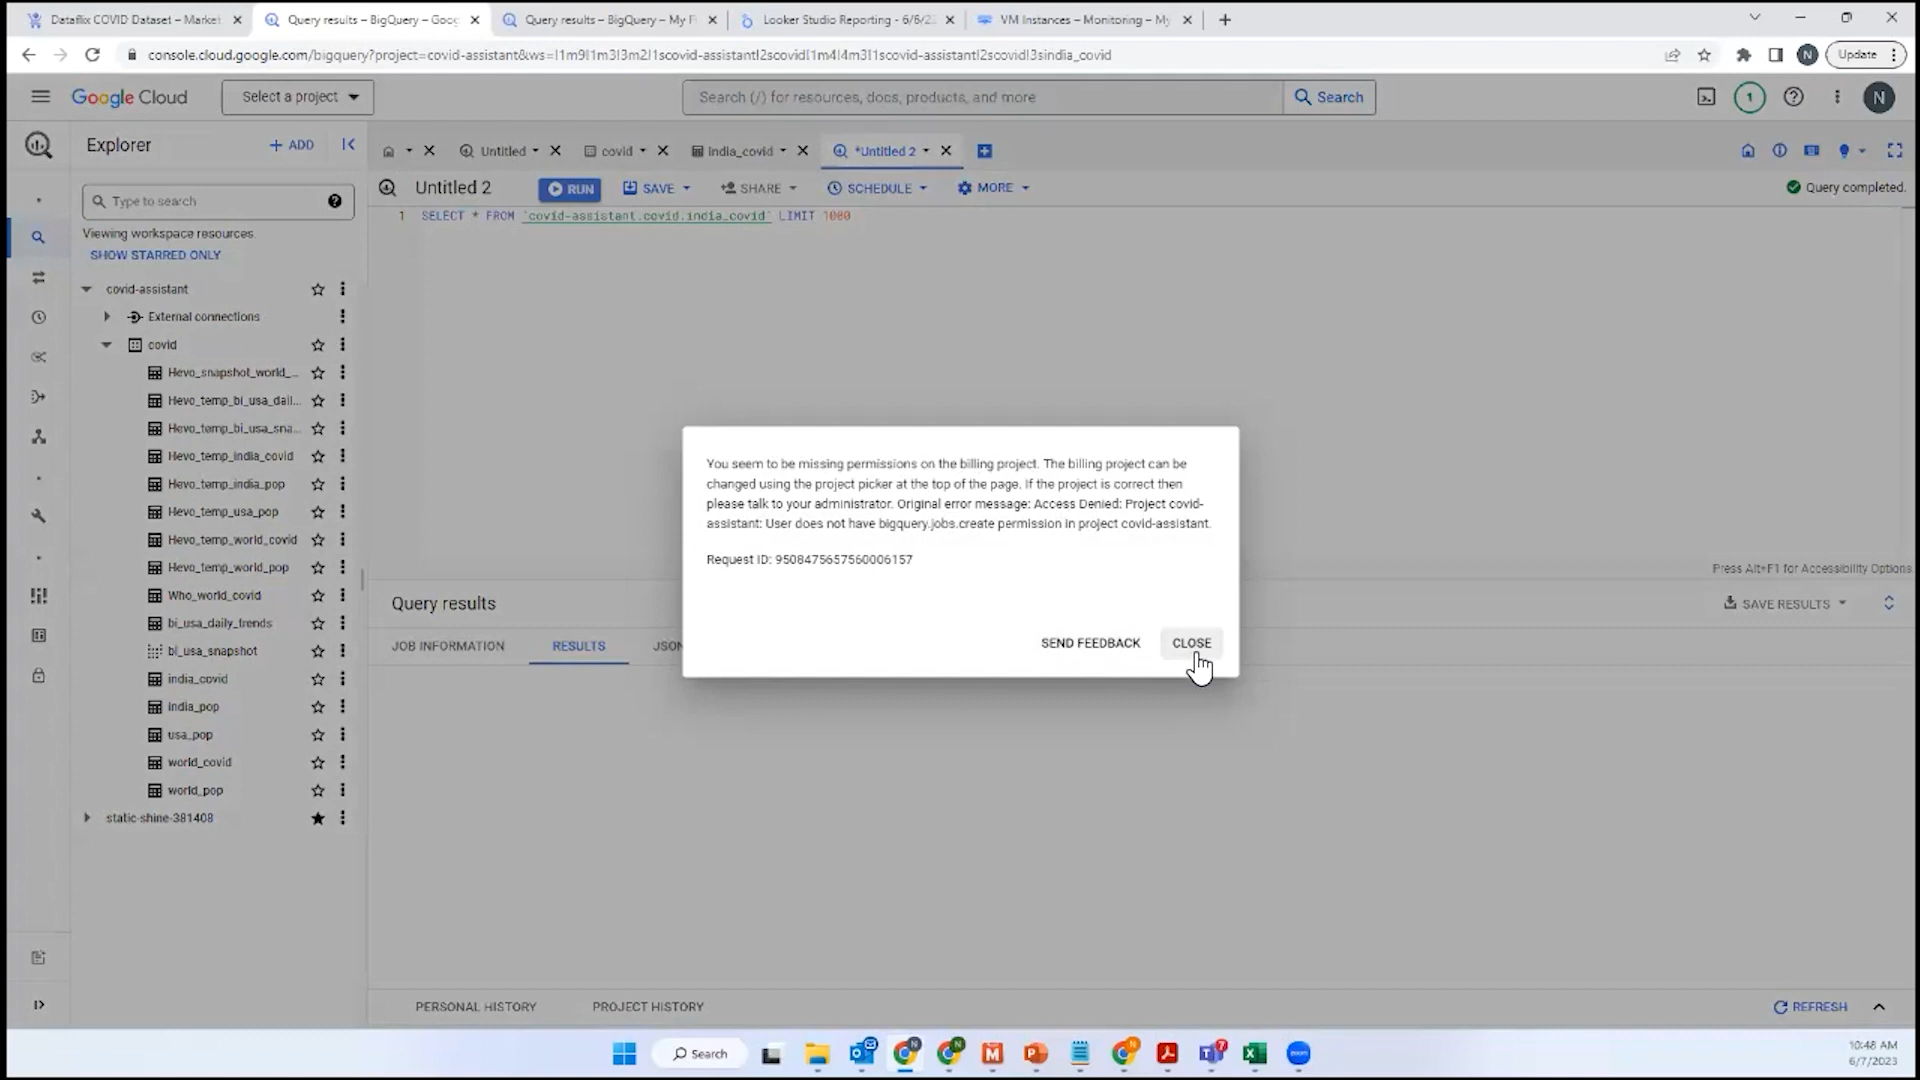 Dataflix COVID Dataset – Market
Query results – BigQuery – Goog
Query results – BigQuery – My P
Looker Studio Reporting - 6/6/2
VM Instances – Monitoring – My
console.cloud.google.com/bigquery?project=covid-assistant&ws=!1m9!1m3!3m2!1scovid-assistant!2scovid!1m4!4m3!1scovid-assistant!2scovid!3sindia_covid
N
Update
Google Cloud
Select a project
Search (/) for resources, docs, products, and more
Search
1
N
Explorer
+ ADD
Untitled
covid
india_covid
*Untitled 2
Type to search
Untitled 2
RUN
SAVE
SHARE
SCHEDULE
MORE
Query completed.
1 SELECT * FROM `covid-assistant.covid.india_covid` LIMIT 1000
Viewing workspace resources.
SHOW STARRED ONLY
covid-assistant
External connections
covid
Hevo_snapshot_world_...
Hevo_temp_bi_usa_dail...
Hevo_temp_bi_usa_sna...
Hevo_temp_india_covid
Hevo_temp_india_pop
Hevo_temp_usa_pop
Hevo_temp_world_covid
Hevo_temp_world_pop
Who_world_covid
bi_usa_daily_trends
bi_usa_snapshot
india_covid
india_pop
usa_pop
world_covid
world_pop
static-shine-381408
You seem to be missing permissions on the billing project. The billing project can be
changed using the project picker at the top of the page. If the project is correct then
please talk to your administrator. Original error message: Access Denied: Project covid-
assistant: User does not have bigquery.jobs.create permission in project covid-assistant.
Request ID: 9508475657560006157
SEND FEEDBACK
CLOSE
Press Alt+F1 for Accessibility Options.
Query results
SAVE RESULTS
JOB INFORMATION
RESULTS
JSON
PERSONAL HISTORY
PROJECT HISTORY
REFRESH
Search
7
zoom
10:48 AM
6/7/2023